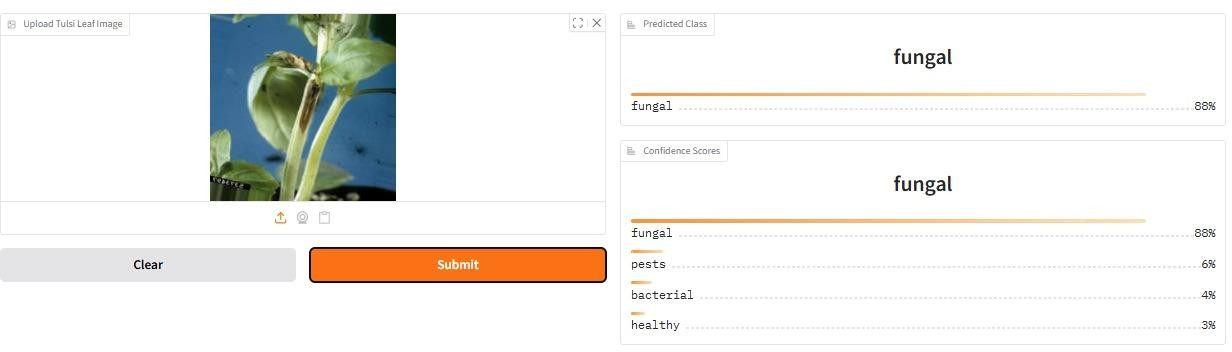 Upload Tulsi Leaf Image
Clear
Submit
Predicted Class
fungal
fungal 88%
Confidence Scores
fungal
fungal 88%
pests 6%
bacterial 4%
healthy 3%